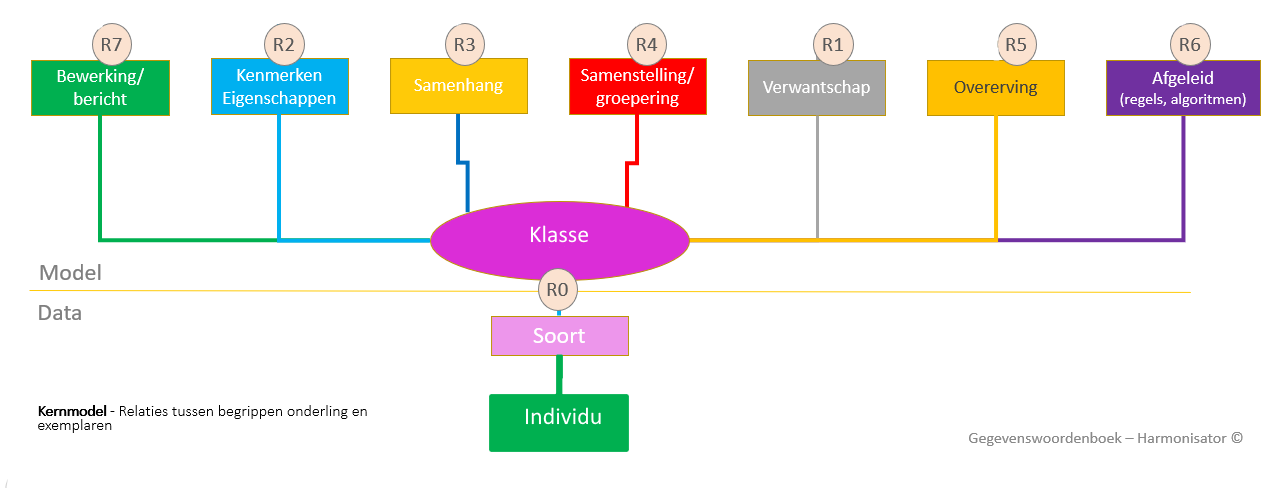 R7
R2
R3
R4
R1
R5
R6
Bewerking/
bericht
Kenmerken
Eigenschappen
Samenhang
Samenstelling/
groepering
Verwantschap
Overerving
Afgeleid
(regels, algoritmen)
Klasse
Model
R0
Data
Soort
Individu
Kernmodel - Relaties tussen begrippen onderling en
exemplaren
Gegevenswoordenboek – Harmonisator ©